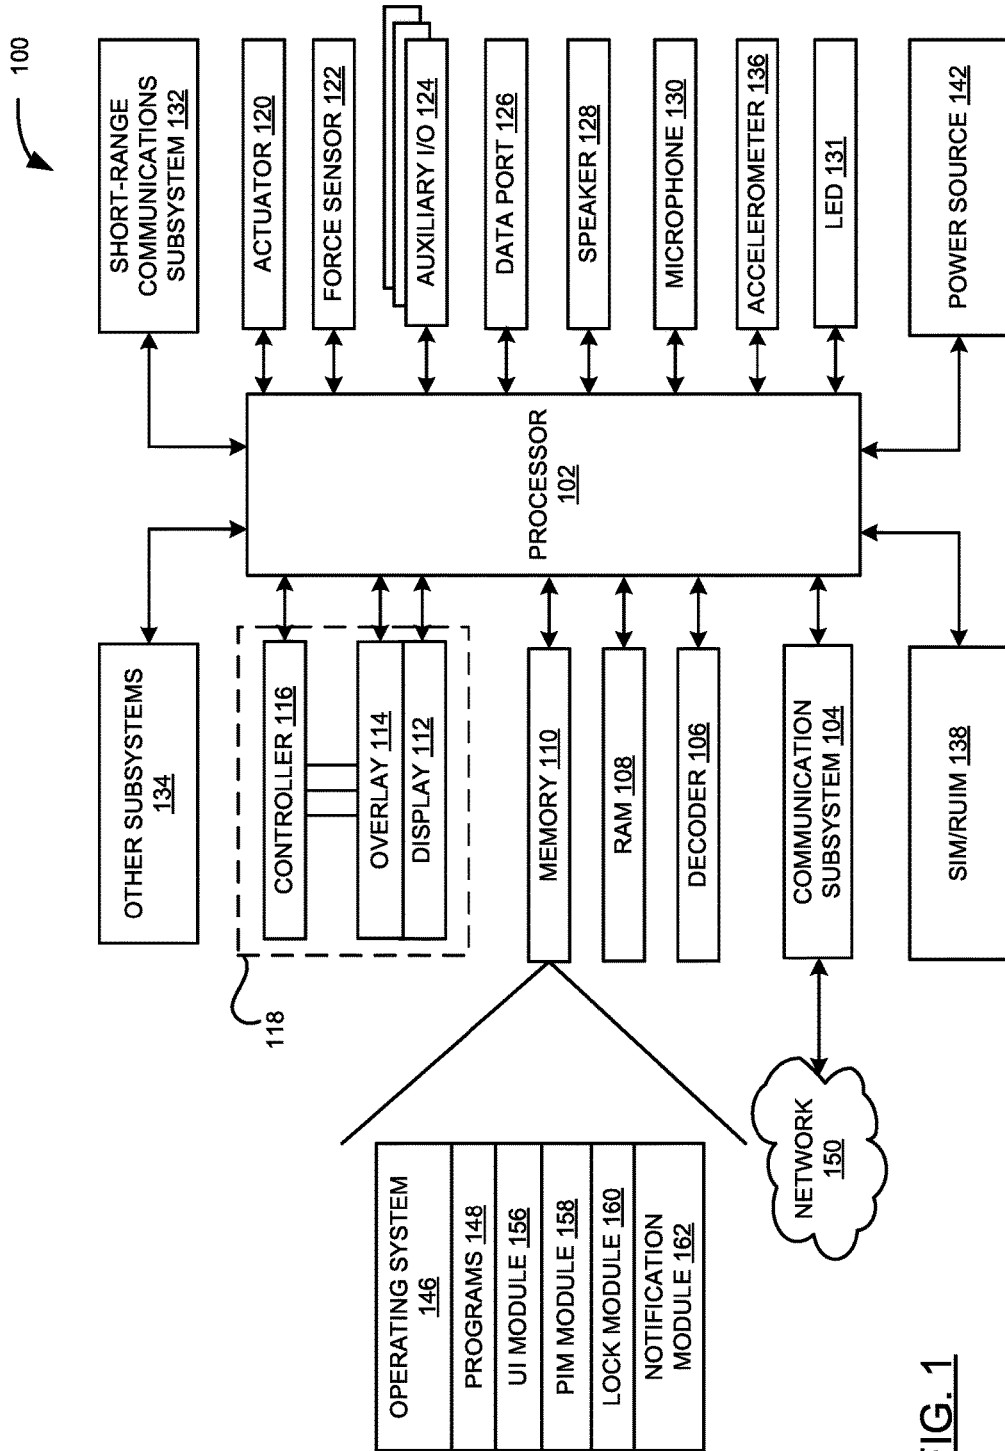 100
SHORT-RANGE
COMMUNICATIONS
SUBSYSTEM 132
ACTUATOR 120
FORCE SENSOR 122
AUXILIARY I/O 124
DATA PORT 126
SPEAKER 128
MICROPHONE 130
ACCELEROMETER 136
LED 131
POWER SOURCE 142
PROCESSOR
102
OTHER SUBSYSTEMS
134
CONTROLLER 116
OVERLAY 114
DISPLAY 112
118
MEMORY 110
RAM 108
DECODER 106
COMMUNICATION
SUBSYSTEM 104
SIM/RUIM 138
OPERATING SYSTEM
146
PROGRAMS 148
UI MODULE 156
PIM MODULE 158
LOCK MODULE 160
NOTIFICATION
MODULE 162
NETWORK
150
FIG. 1